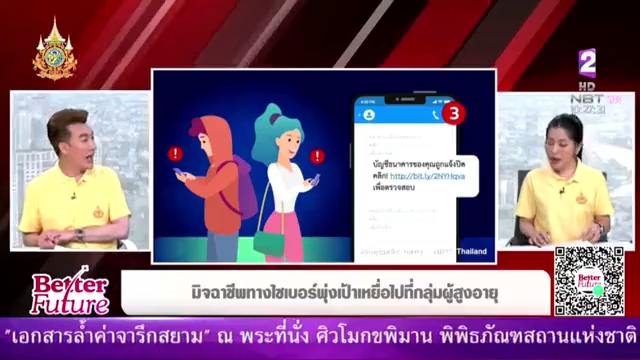 2
HD
NBT
3
บัญชีธนาคารของคุณถูกแจ้งปิด
คลิก! http://bit.ly/2NYHqva
เพื่อตรวจสอบ
Thailand
Better
Future
มิจฉาชีพทางไซเบอร์พุ่งเป้าเหยื่อไปที่กลุ่มผู้สูงอายุ
"เอกสารล้ำค่าจารึกสยาม" ณ พระที่นั่ง ศิวโมกขพิมาน พิพิธภัณฑสถานแห่งชาติ